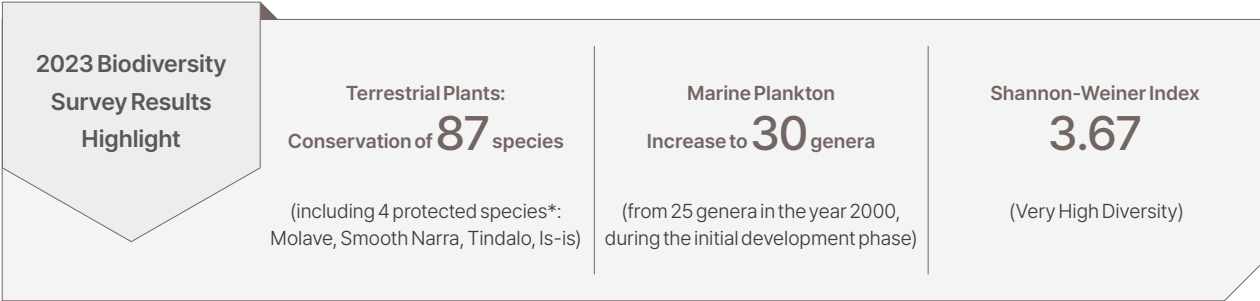 2023 Biodiversity
Survey Results
Highlight
Terrestrial Plants:
Conservation of 87 species
(including 4 protected species*:
Molave, Smooth Narra, Tindalo, Is-is)
Marine Plankton
Increase to 30 genera
(from 25 genera in the year 2000,
during the initial development phase)
Shannon-Weiner Index
3.67
(Very High Diversity)